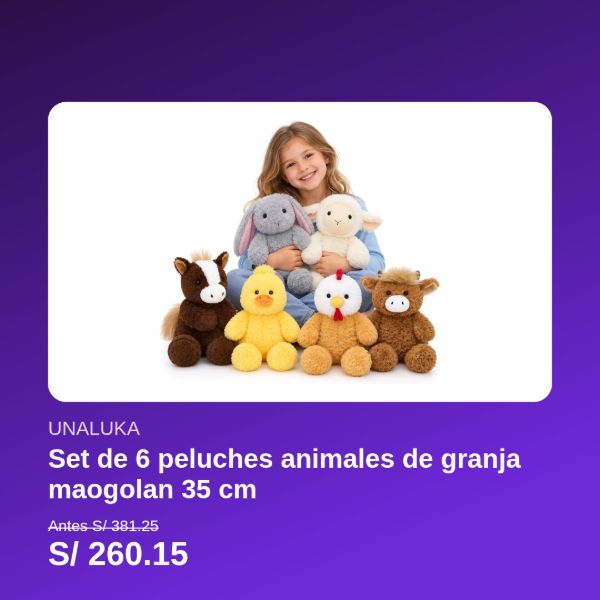 UNALUKA
Set de 6 peluches animales de granja
maogolan 35 cm
Antes S/ 381.25
S/ 260.15